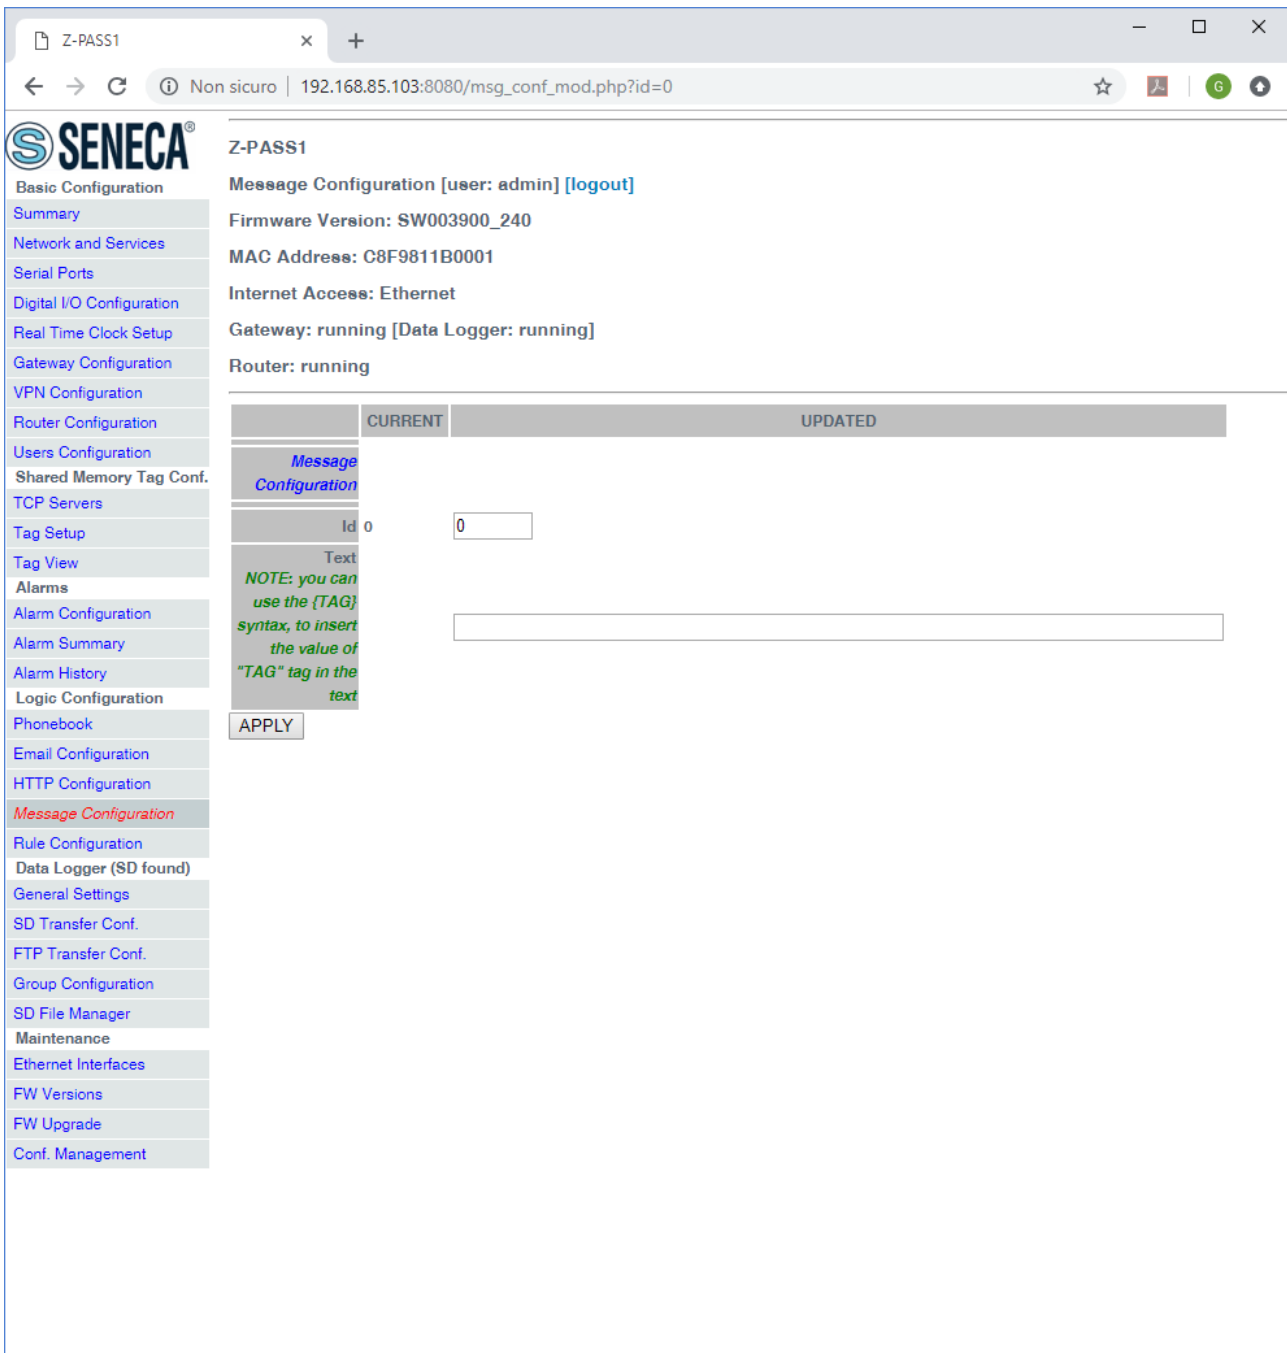 Z-PASS1
Non sicuro | 192.168.85.103:8080/msg_conf_mod.php?id=0
G
S SENECA®
Basic Configuration
Summary
Network and Services
Serial Ports
Digital I/O Configuration
Real Time Clock Setup
Gateway Configuration
VPN Configuration
Router Configuration
Users Configuration
Shared Memory Tag Conf.
TCP Servers
Tag Setup
Tag View
Alarms
Alarm Configuration
Alarm Summary
Alarm History
Logic Configuration
Phonebook
Email Configuration
HTTP Configuration
Message Configuration
Rule Configuration
Data Logger (SD found)
General Settings
SD Transfer Conf.
FTP Transfer Conf.
Group Configuration
SD File Manager
Maintenance
Ethernet Interfaces
FW Versions
FW Upgrade
Conf. Management
Z-PASS1
Message Configuration [user: admin] [logout]
Firmware Version: SW003900_240
MAC Address: C8F9811B0001
Internet Access: Ethernet
Gateway: running [Data Logger: running]
Router: running
CURRENT UPDATED
Message
Configuration
Id 0 0
Text
NOTE: you can
use the {TAG}
syntax, to insert
the value of
"TAG" tag in the
text
APPLY